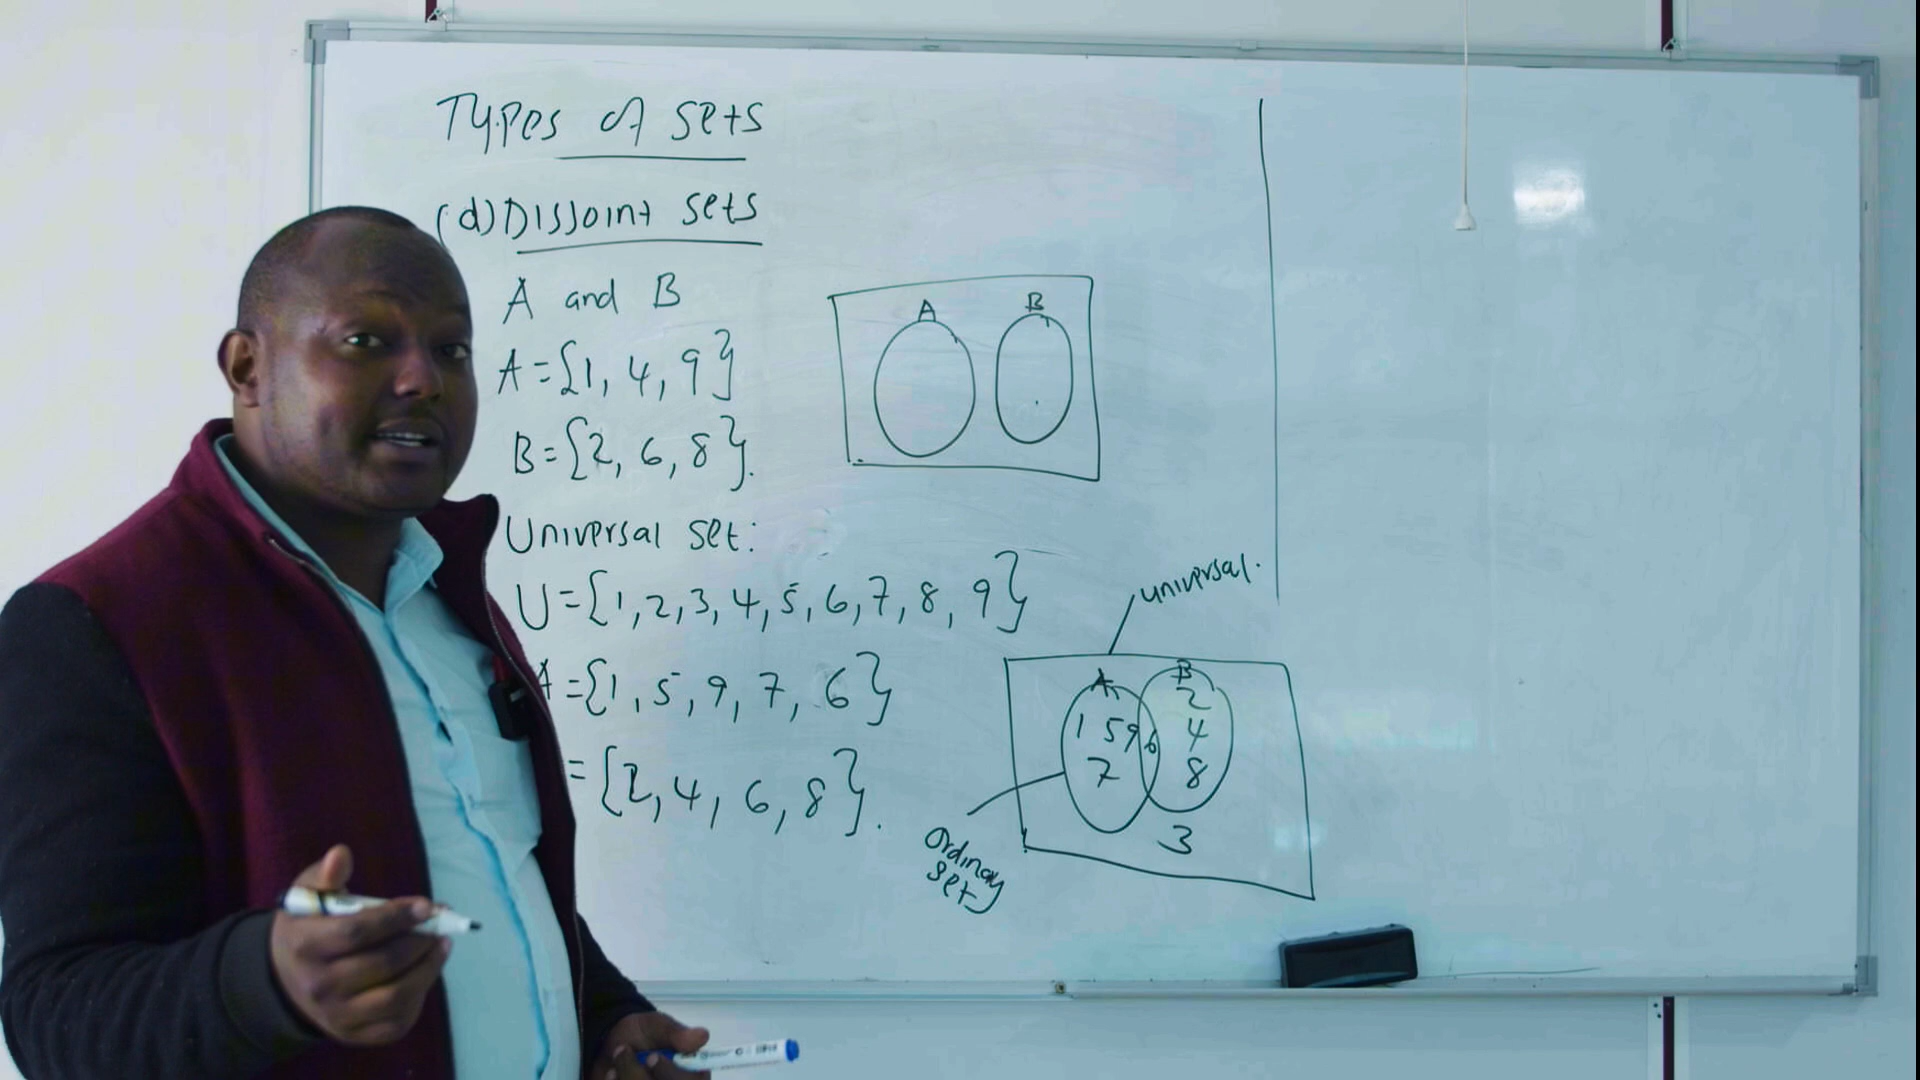 Types of sets
(d) Disjoint sets
A and B
A={1, 4, 9}
B={2, 6, 8}.
A
B
Universal set:
U={1,2,3,4,5,6,7,8,9}
A={1,5,9,7,6}
={2,4,6,8}.
universal.
A
B
2
1 5 9 6 4
7 8
3
Ordinay
set